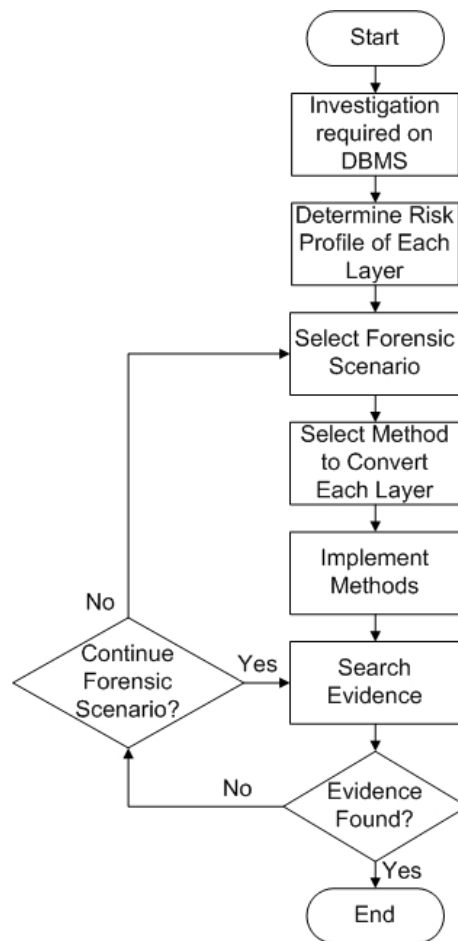 Start
Investigation
required on
DBMS
Determine Risk
Profile of Each
Layer
Select Forensic
Scenario
Select Method
to Convert
Each Layer
Implement
Methods
No
Continue
Forensic
Scenario?
Yes
Search
Evidence
No
Evidence
Found?
Yes
End